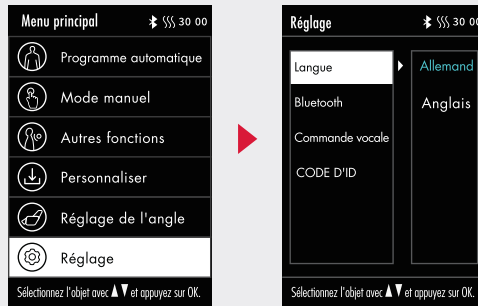 Menu principal 30 00
Programme automatique
Mode manuel
Autres fonctions
Personnaliser
Réglage de l'angle
Réglage
Sélectionnez l'objet avec ▲▼ et appuyez sur OK.
Réglage 30 00
Langue
Bluetooth
Commande vocale
CODE D'ID
Allemand
Anglais
Sélectionnez l'objet avec ▲▼ et appuyez sur OK.